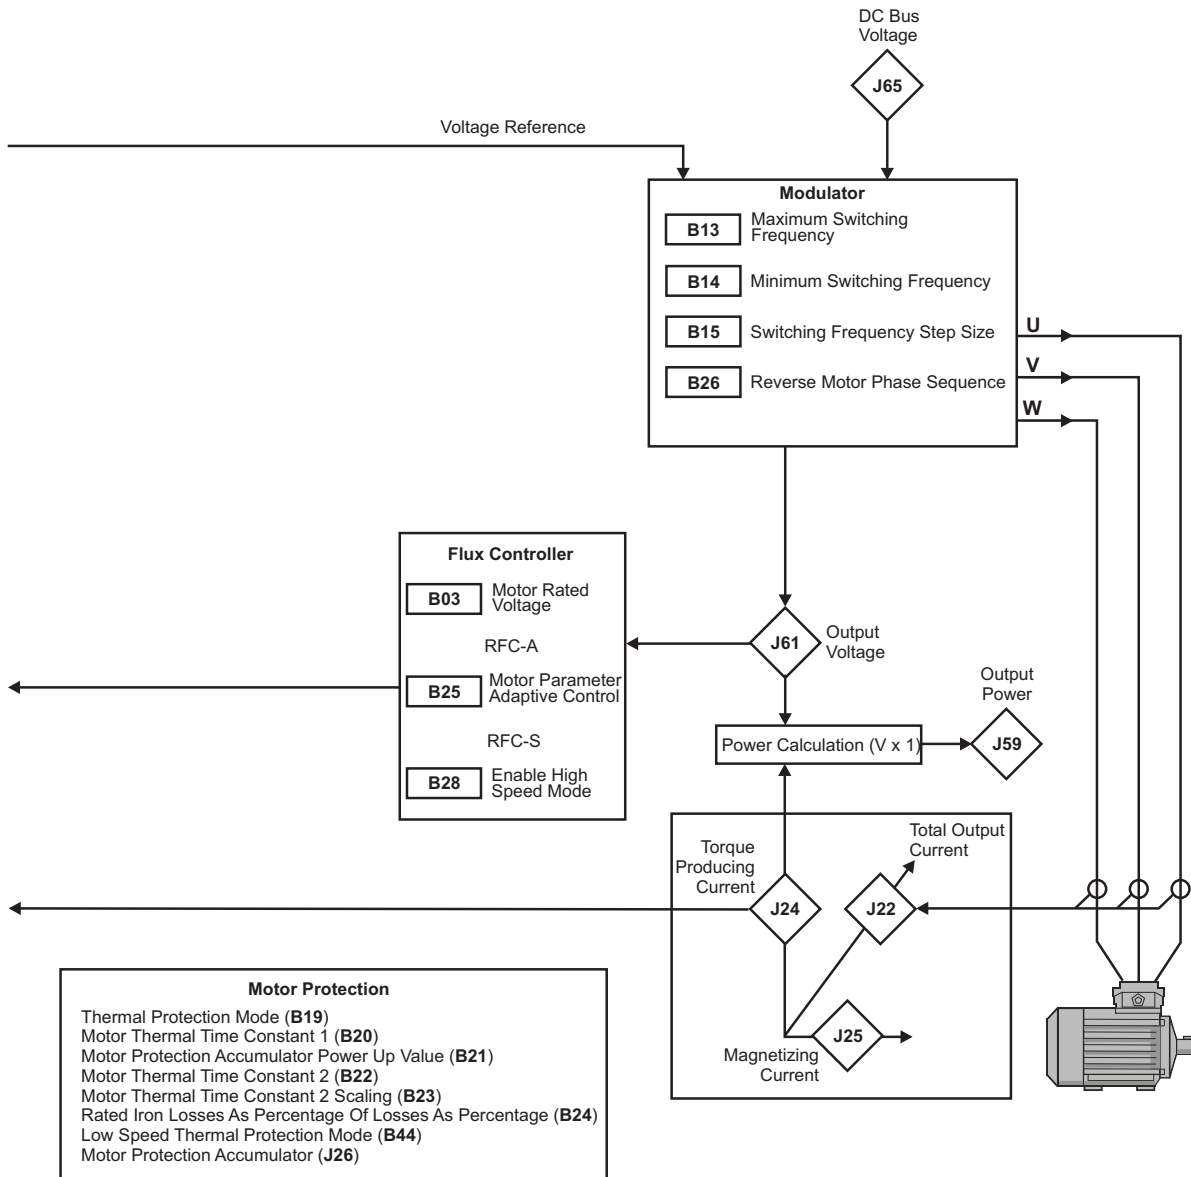 DC Bus
Voltage
J65
Voltage Reference
Modulator
B13
Maximum Switching
Frequency
B14
Minimum Switching Frequency
B15
Switching Frequency Step Size
B26
Reverse Motor Phase Sequence
U
V
W
Flux Controller
B03
Motor Rated
Voltage
RFC-A
B25
Motor Parameter
Adaptive Control
RFC-S
B28
Enable High
Speed Mode
J61
Output
Voltage
Output
Power
Power Calculation (V x 1)
J59
Torque
Producing
Current
Total Output
Current
J24
J22
J25
Magnetizing
Current
Motor Protection
Thermal Protection Mode (B19)
Motor Thermal Time Constant 1 (B20)
Motor Protection Accumulator Power Up Value (B21)
Motor Thermal Time Constant 2 (B22)
Motor Thermal Time Constant 2 Scaling (B23)
Rated Iron Losses As Percentage Of Losses As Percentage (B24)
Low Speed Thermal Protection Mode (B44)
Motor Protection Accumulator (J26)